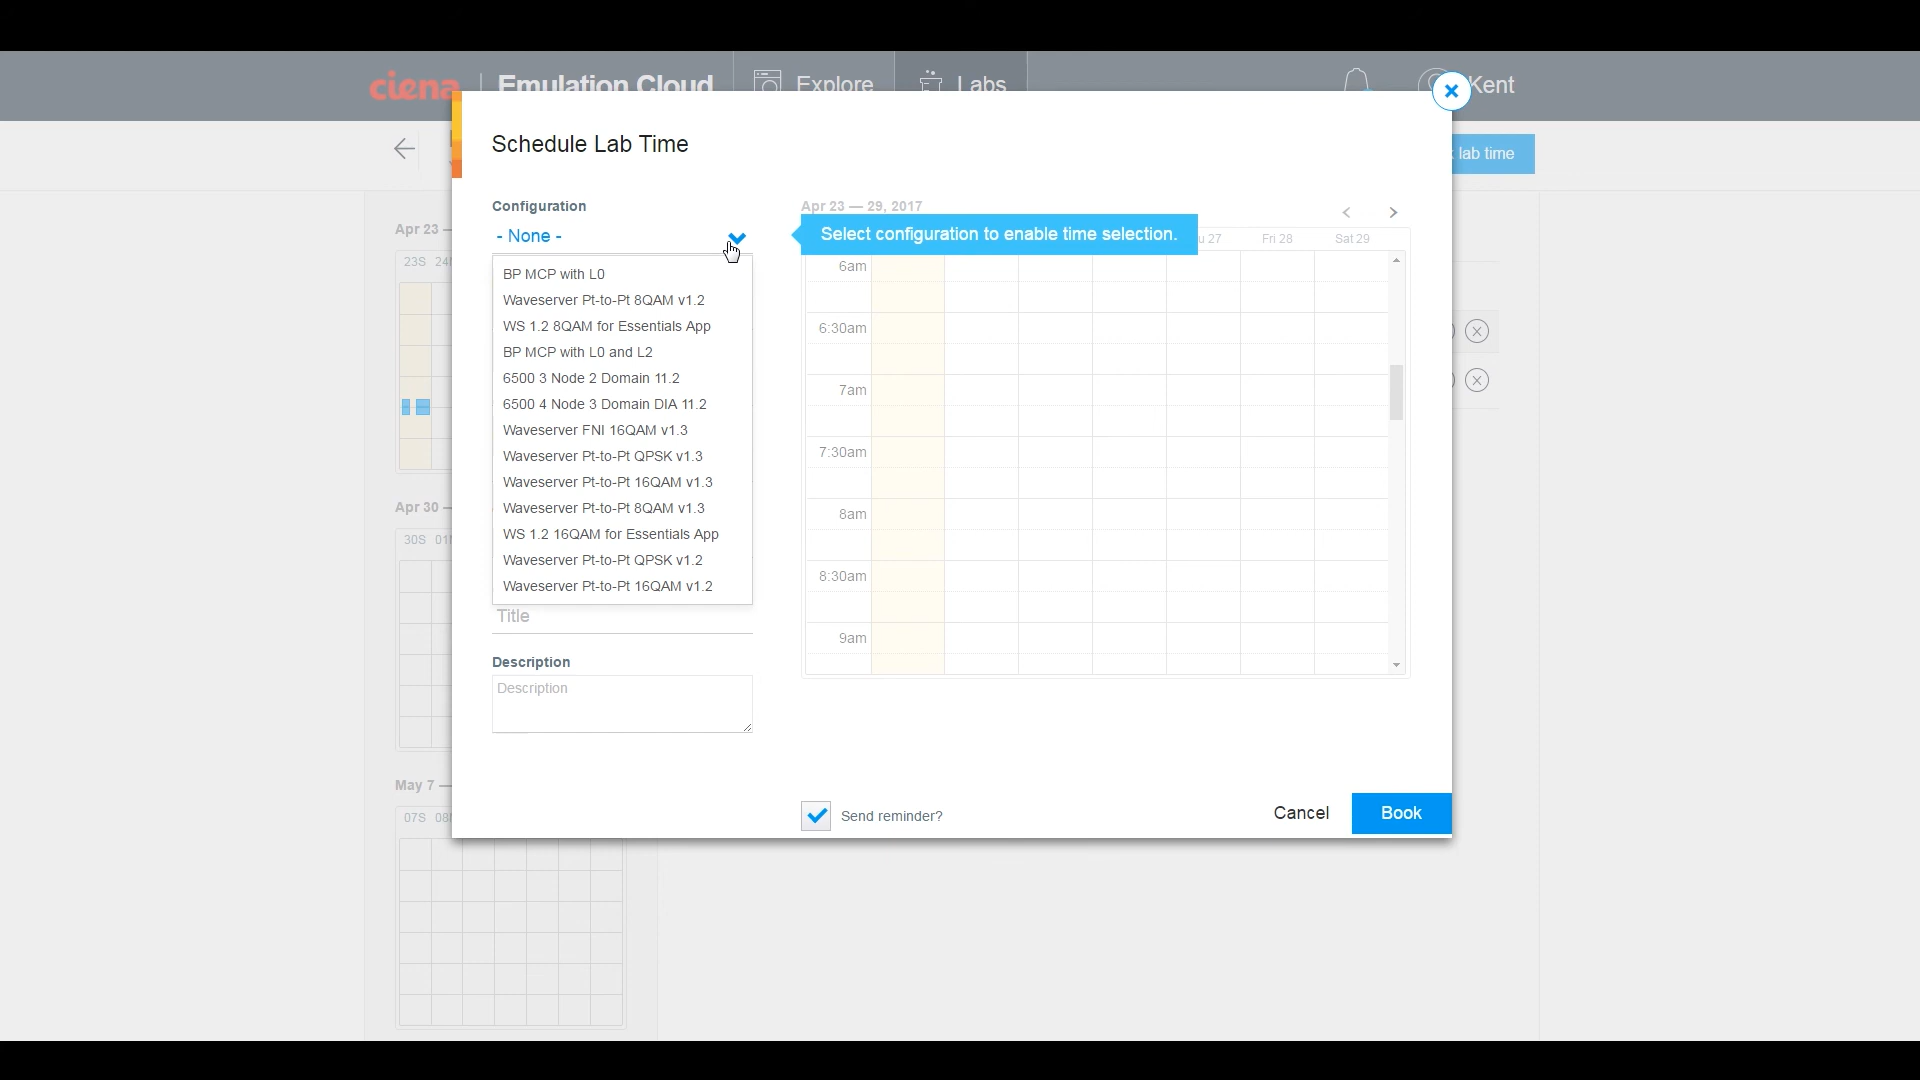 ciena Emulation Cloud Explore Labs Kent
lab time
Schedule Lab Time
Configuration
- None -
BP MCP with L0
Waveserver Pt-to-Pt 8QAM v1.2
WS 1.2 8QAM for Essentials App
BP MCP with L0 and L2
6500 3 Node 2 Domain 11.2
6500 4 Node 3 Domain DIA 11.2
Waveserver FNI 16QAM v1.3
Waveserver Pt-to-Pt QPSK v1.3
Waveserver Pt-to-Pt 16QAM v1.3
Waveserver Pt-to-Pt 8QAM v1.3
WS 1.2 16QAM for Essentials App
Waveserver Pt-to-Pt QPSK v1.2
Waveserver Pt-to-Pt 16QAM v1.2
Title
Description
Description
Apr 23 — 29, 2017
Select configuration to enable time selection.
u 27 Fri 28 Sat 29
6am
6:30am
7am
7:30am
8am
8:30am
9am
Send reminder?
Cancel
Book
Apr 23 —
23S 24
Apr 30 —
30S 01
May 7 —
07S 08